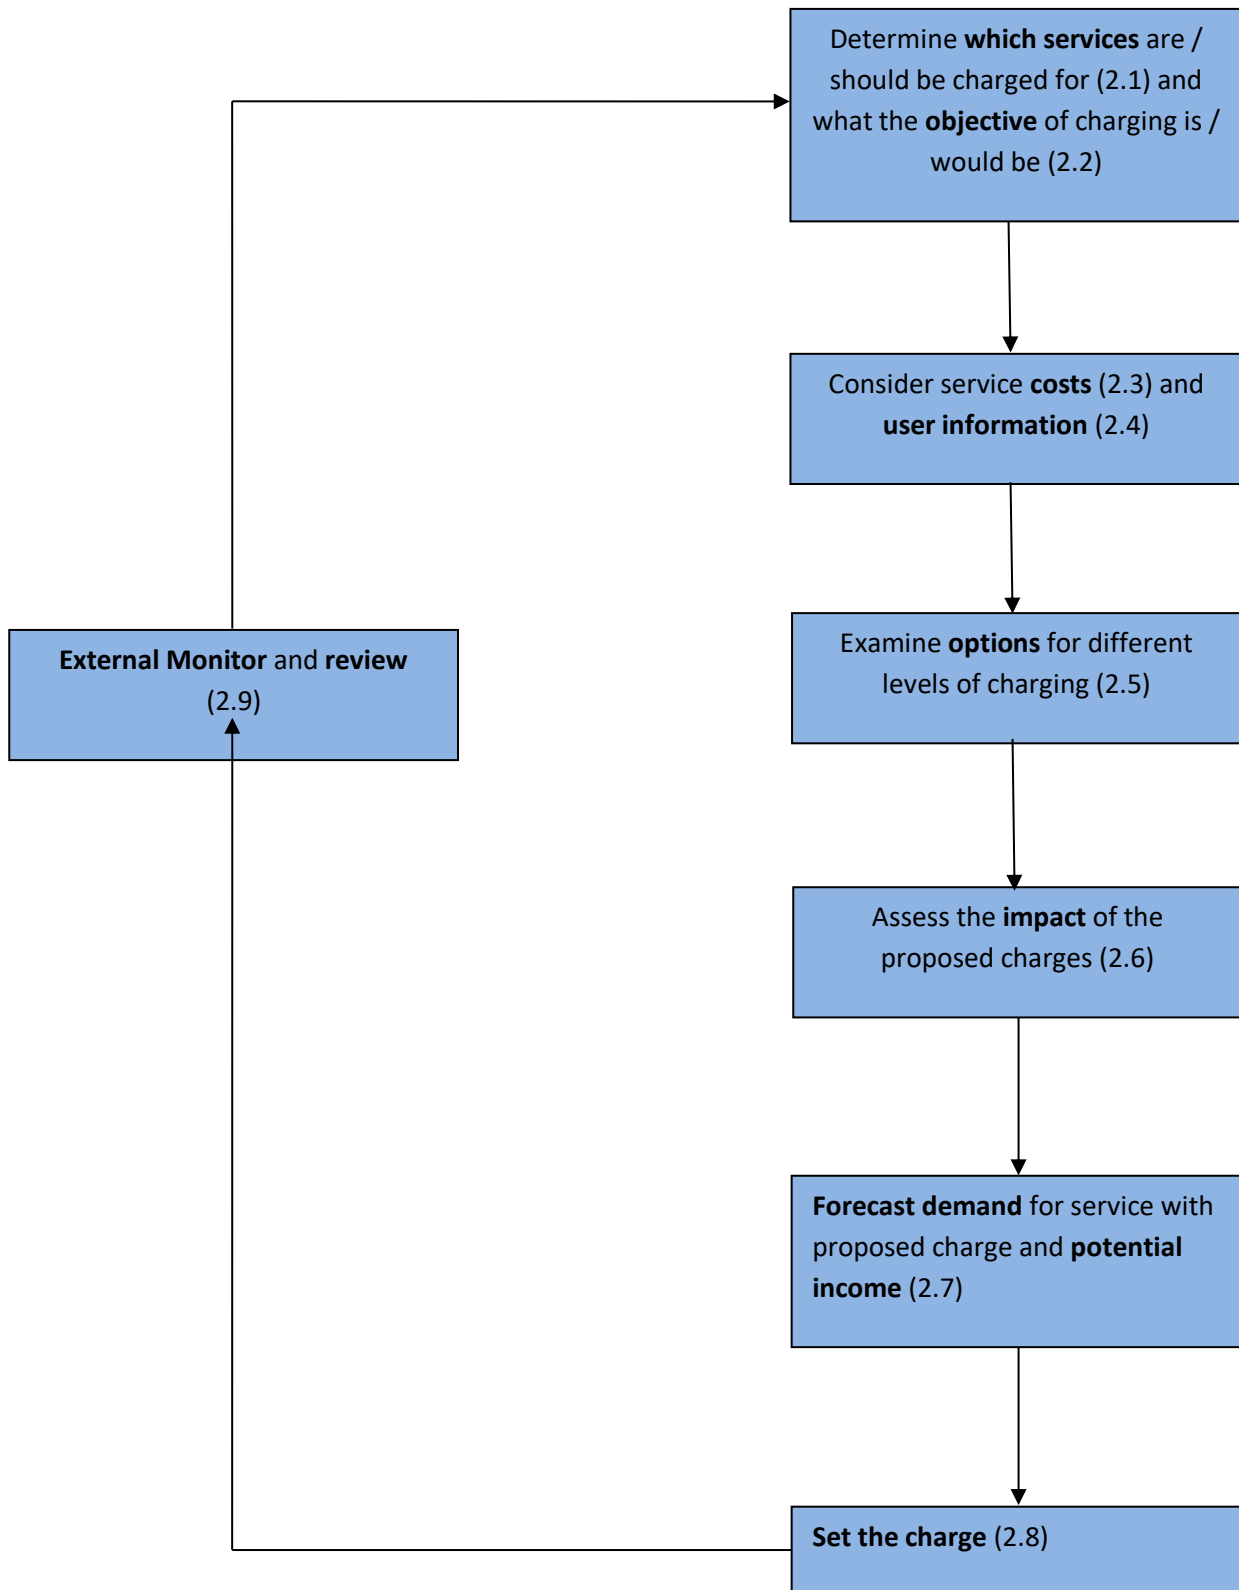 Determine which services are /
should be charged for (2.1) and
what the objective of charging is /
would be (2.2)
Consider service costs (2.3) and
user information (2.4)
Examine options for different
levels of charging (2.5)
External Monitor and review
(2.9)
Assess the impact of the
proposed charges (2.6)
Forecast demand for service with
proposed charge and potential
income (2.7)
Set the charge (2.8)